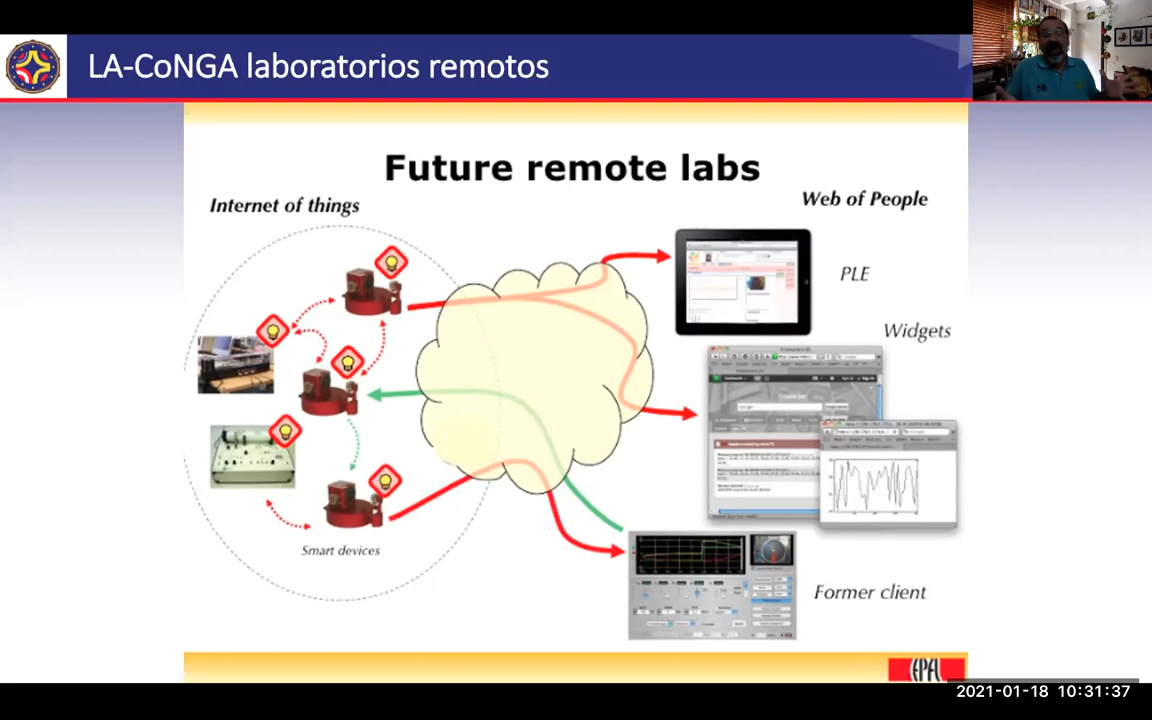 LA-CoNGA laboratorios remotos
Future remote labs
Internet of things
Web of People
PLE
Widgets
Smart devices
Former client
EPFL
2021-01-18 10:31:37